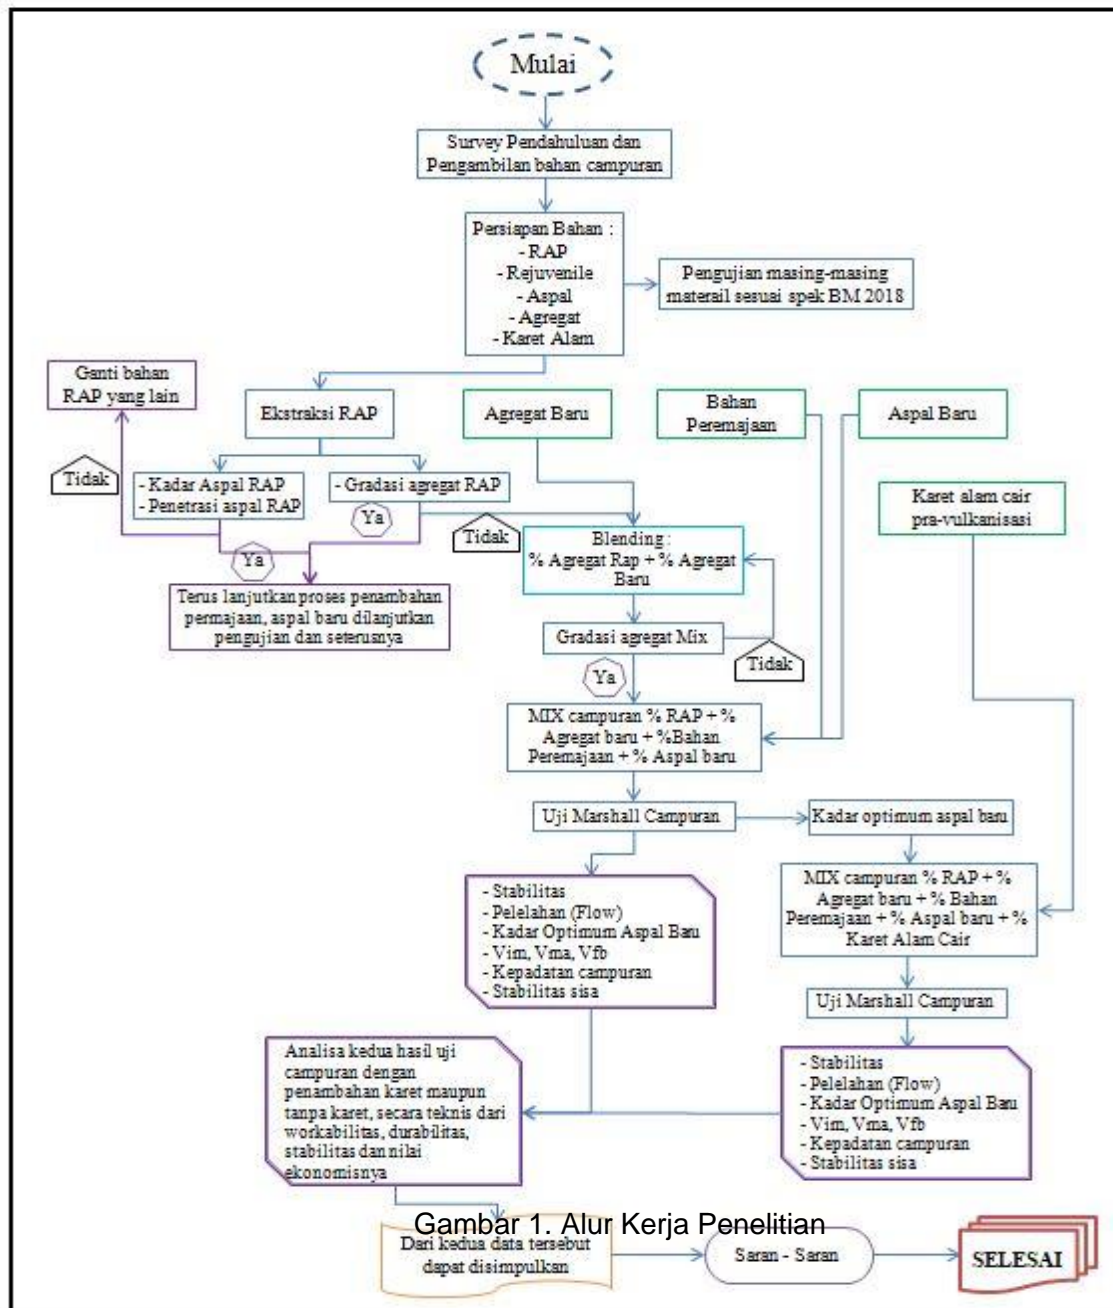 Mulai
Survey Pendahuluan dan
Pengambilan bahan campuran
Persiapan Bahan :
- RAP
- Rejuvenile
- Aspal
- Agregat
- Karet Alam
Pengujian masing-masing
materail sesuai spek BM 2018
Ganti bahan
RAP yang lain
Ekstraksi RAP
Agregat Baru
Bahan
Peremajaan
Aspal Baru
Tidak
- Kadar Aspal RAP
- Penetrasi aspal RAP
- Gradasi agregat RAP
Ya
Tidak
Karet alam cair
pra-vulkanisasi
Ya
Blending :
% Agregat Rap + % Agregat
Baru
Terus lanjutkan proses penambahan
permajaan, aspal baru dilanjutkan
pengujian dan seterusnya
Gradasi agregat Mix
Tidak
Ya
MIX campuran % RAP + %
Agregat baru + %Bahan
Peremajaan + % Aspal baru
Uji Marshall Campuran
Kadar optimum aspal baru
- Stabilitas
- Pelelahan (Flow)
- Kadar Optimum Aspal Baru
- Vim, Vma, Vfb
- Kepadatan campuran
- Stabilitas sisa
MIX campuran % RAP + %
Agregat baru + % Bahan
Peremajaan + % Aspal baru + %
Karet Alam Cair
Uji Marshall Campuran
Analisa kedua hasil uji
campuran dengan
penambahan karet maupun
tanpa karet, secara teknis dari
workabilitas, durabilitas,
stabilitas dan nilai
ekonomisnya
- Stabilitas
- Pelelahan (Flow)
- Kadar Optimum Aspal Baru
- Vim, Vma, Vfb
- Kepadatan campuran
- Stabilitas sisa
Gambar 1. Alur Kerja Penelitian
Dari kedua data tersebut
dapat disimpulkan
Saran - Saran
SELESAI